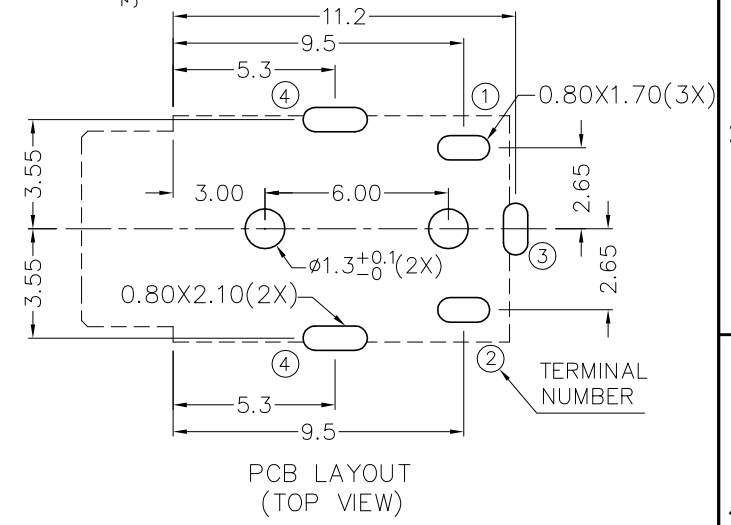 11.2
9.5
5.3
④
①
0.80X1.70(3X)
3.55
3.00
6.00
2.65
ø1.3+0.1-0(2X)
③
3.55
2.65
0.80X2.10(2X)
④
②
TERMINAL
NUMBER
5.3
9.5
PCB LAYOUT
(TOP VIEW)